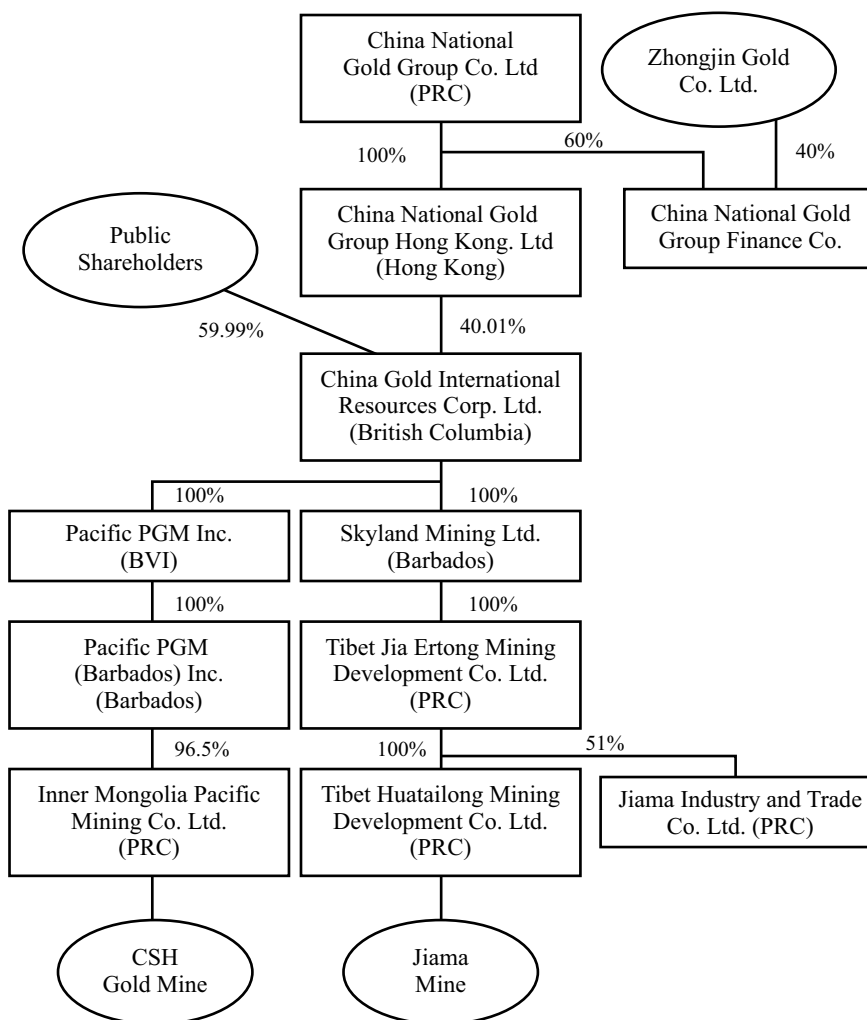 China National
Gold Group Co. Ltd
(PRC)
Zhongjin Gold
Co. Ltd.
100%
60%
40%
Public
Shareholders
China National Gold
Group Hong Kong. Ltd
(Hong Kong)
China National Gold
Group Finance Co.
59.99%
40.01%
China Gold International
Resources Corp. Ltd.
(British Columbia)
100%
100%
Pacific PGM Inc.
(BVI)
Skyland Mining Ltd.
(Barbados)
100%
100%
Pacific PGM
(Barbados) Inc.
(Barbados)
Tibet Jia Ertong Mining
Development Co. Ltd.
(PRC)
96.5%
100%
51%
Inner Mongolia Pacific
Mining Co. Ltd.
(PRC)
Tibet Huatailong Mining
Development Co. Ltd.
(PRC)
Jiama Industry and Trade
Co. Ltd. (PRC)
CSH
Gold Mine
Jiama
Mine